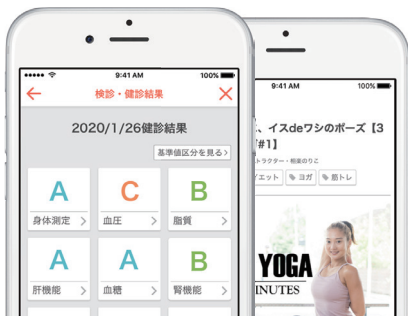 9:41 AM
100%
検診・健診結果
2020/1/26健診結果
基準値区分を見る>
A
身体測定
C
血圧
B
脂質
A
肝機能
A
血糖
B
腎機能
9:41 AM
100%
、イスdeワシのポーズ【3
#1】
トラクター・相楽のりこ
イエット
ヨガ
筋トレ
YOGA
INUTES